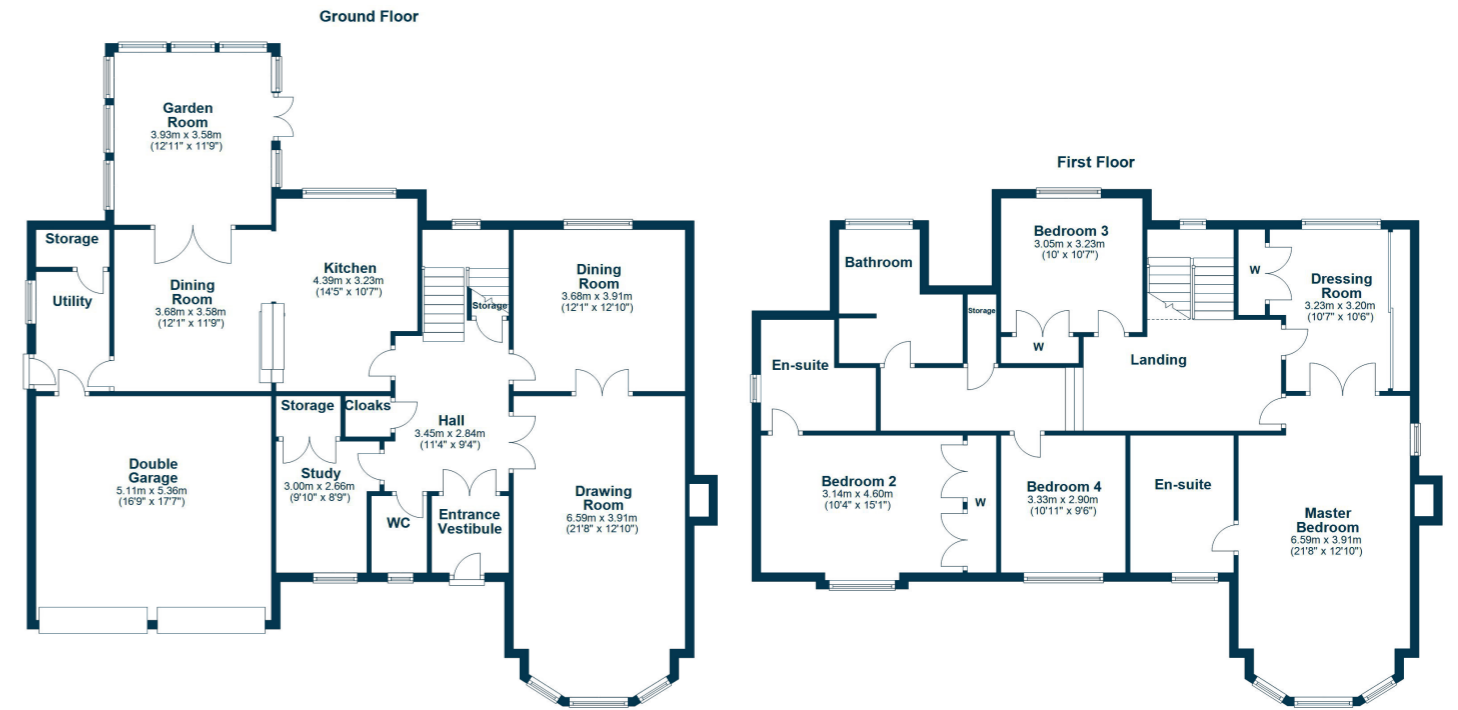 Ground Floor
Garden
Room
3.93m x 3.58m
(12'11" x 11'9")
Storage
Utility
Dining
Room
3.68m x 3.58m
(12'1" x 11'9")
Kitchen
4.39m x 3.23m
(14'5" x 10'7")
Storage
Dining
Room
3.68m x 3.91m
(12'1" x 12'10")
Storage
Cloaks
Hall
3.45m x 2.84m
(11'4" x 9'4")
Double
Garage
5.11m x 5.36m
(16'9" x 17'7")
Study
3.00m x 2.66m
(9'10" x 8'9")
WC
Entrance
Vestibule
Drawing
Room
6.59m x 3.91m
(21'8" x 12'10")
First Floor
Bedroom 3
3.05m x 3.23m
(10' x 10'7")
Bathroom
W
Dressing
Room
3.23m x 3.20m
(10'7" x 10'6")
Storage
W
Landing
En-suite
Bedroom 2
3.14m x 4.60m
(10'4" x 15'1")
W
Bedroom 4
3.33m x 2.90m
(10'11" x 9'6")
En-suite
Master
Bedroom
6.59m x 3.91m
(21'8" x 12'10")